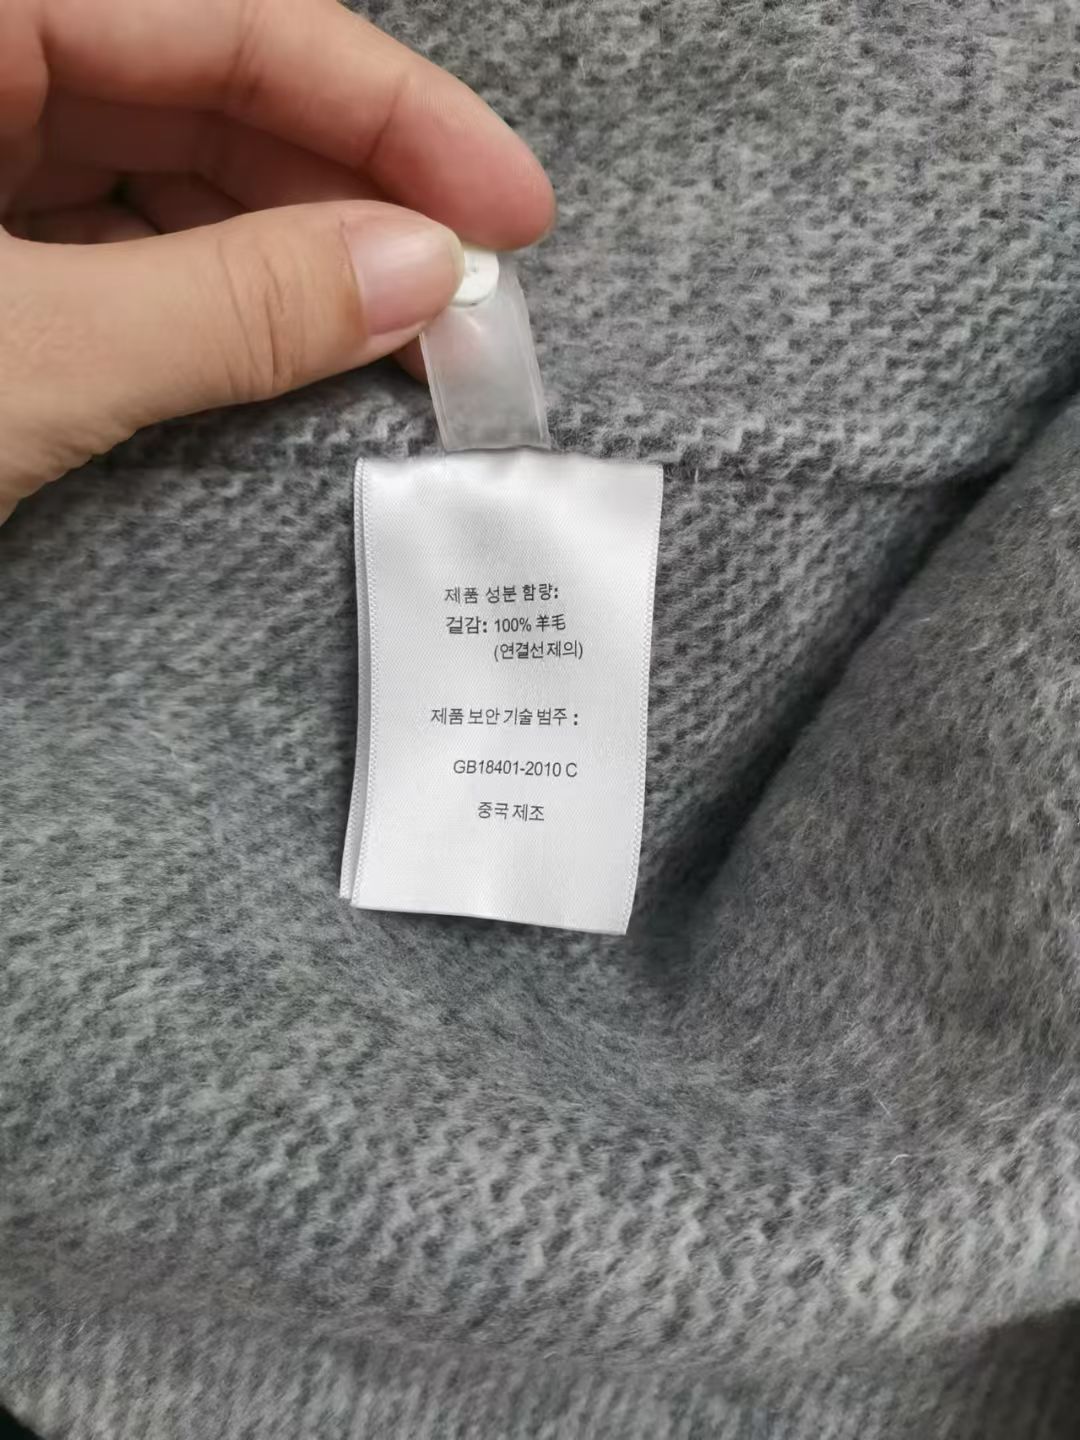 제품 성분 함량:
겉감: 100% 羊毛
(연결선제의)
제품 보안 기술 범주 :
GB18401-2010 C
중국 제조